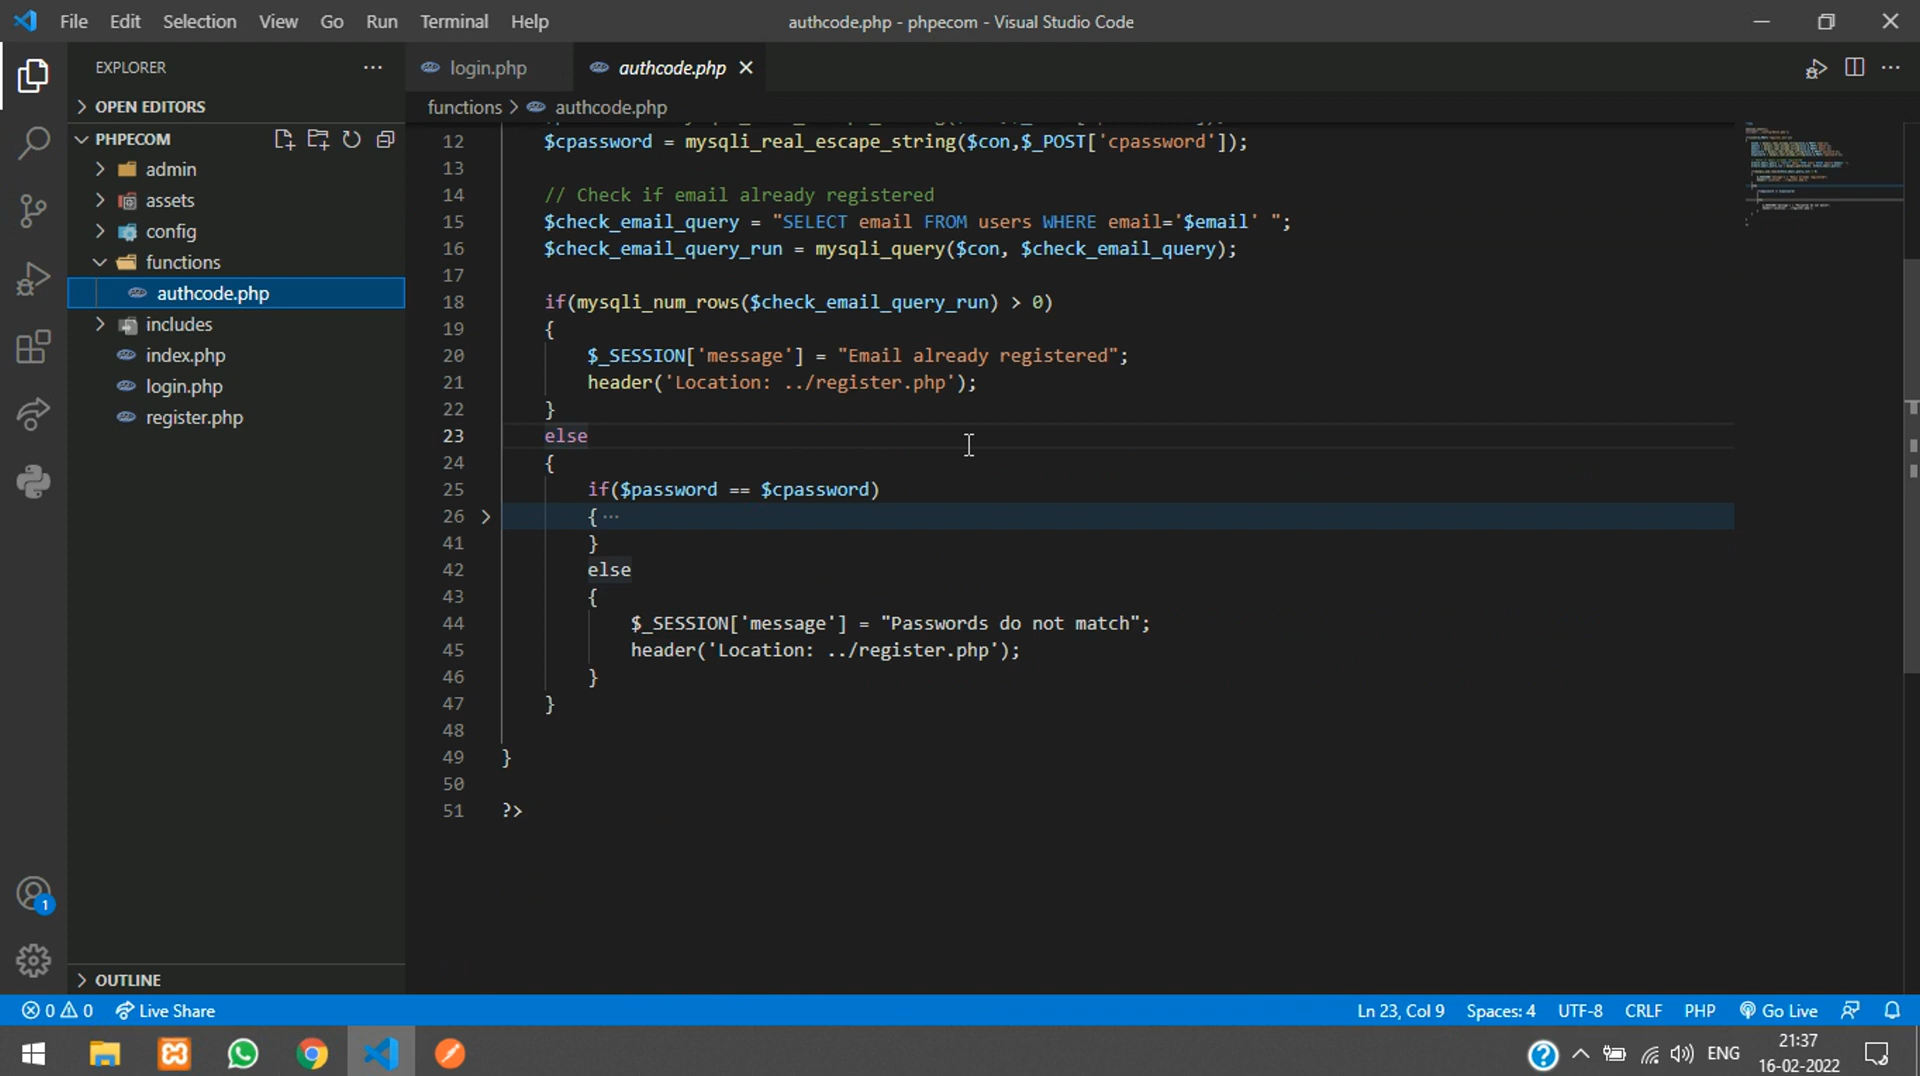 File Edit Selection View Go Run Terminal Help
authcode.php - phpecom - Visual Studio Code
EXPLORER
login.php
authcode.php
OPEN EDITORS
functions > authcode.php
PHPECOM
admin
assets
config
functions
authcode.php
includes
index.php
login.php
register.php
OUTLINE
12 $cpassword = mysqli_real_escape_string($con,$_POST['cpassword']);
13
14 // Check if email already registered
15 $check_email_query = "SELECT email FROM users WHERE email='$email' ";
16 $check_email_query_run = mysqli_query($con, $check_email_query);
17
18 if(mysqli_num_rows($check_email_query_run) > 0)
19 {
20 $_SESSION['message'] = "Email already registered";
21 header('Location: ../register.php');
22 }
23 else
24 {
25 if($password == $cpassword)
26 { ···
41 }
42 else
43 {
44 $_SESSION['message'] = "Passwords do not match";
45 header('Location: ../register.php');
46 }
47 }
48
49 }
50
51 ?>
1
0 0 Live Share
Ln 23, Col 9 Spaces: 4 UTF-8 CRLF PHP Go Live
ENG
21:37
16-02-2022